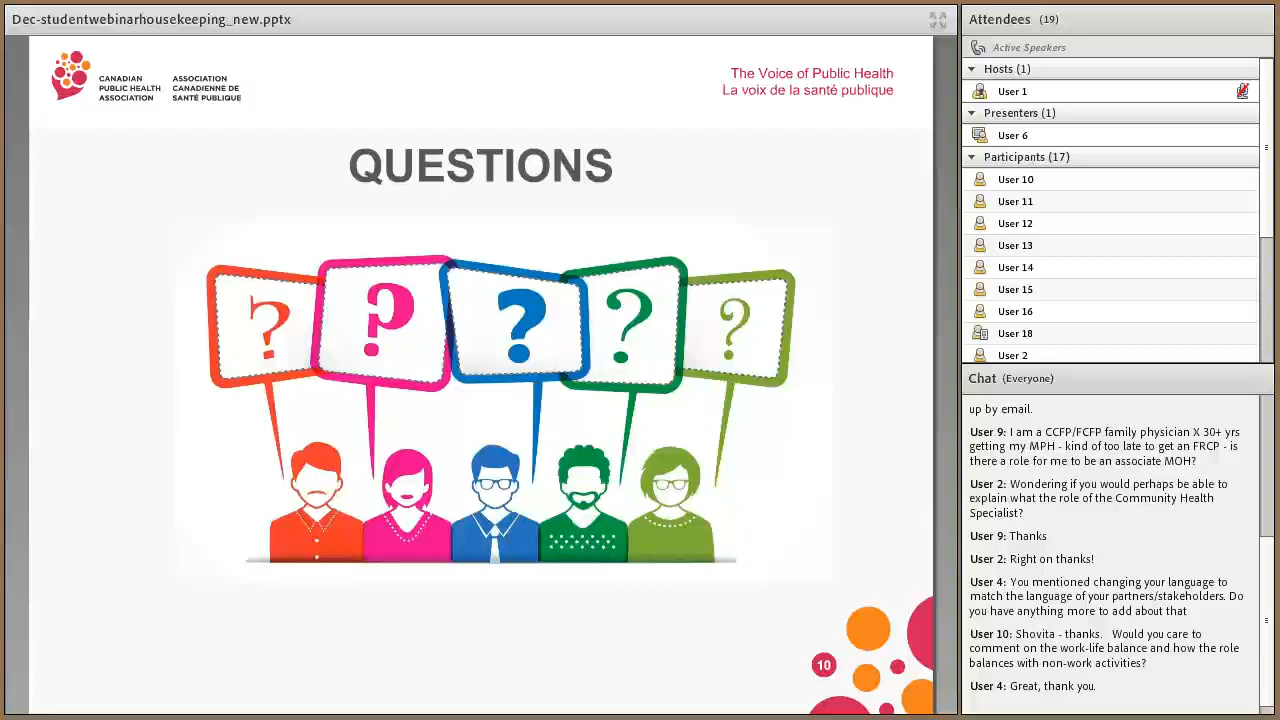 Dec-studentwebinarhousekeeping_new.pptx
CANADIAN
PUBLIC HEALTH
ASSOCIATION
ASSOCIATION
CANADIENNE DE
SANTÉ PUBLIQUE
The Voice of Public Health
La voix de la santé publique
QUESTIONS
? ? ? ? ?
10
Attendees (19)
Active Speakers
Hosts (1)
User 1
Presenters (1)
User 6
Participants (17)
User 10
User 11
User 12
User 13
User 14
User 15
User 16
User 18
User 2
Chat (Everyone)
up by email.
User 9: I am a CCFP/FCFP family physician X 30+ yrs
getting my MPH - kind of too late to get an FRCP - is
there a role for me to be an associate MOH?
User 2: Wondering if you would perhaps be able to
explain what the role of the Community Health
Specialist?
User 9: Thanks
User 2: Right on thanks!
User 4: You mentioned changing your language to
match the language of your partners/stakeholders. Do
you have anything more to add about that
User 10: Shovita - thanks. Would you care to
comment on the work-life balance and how the role
balances with non-work activities?
User 4: Great, thank you.